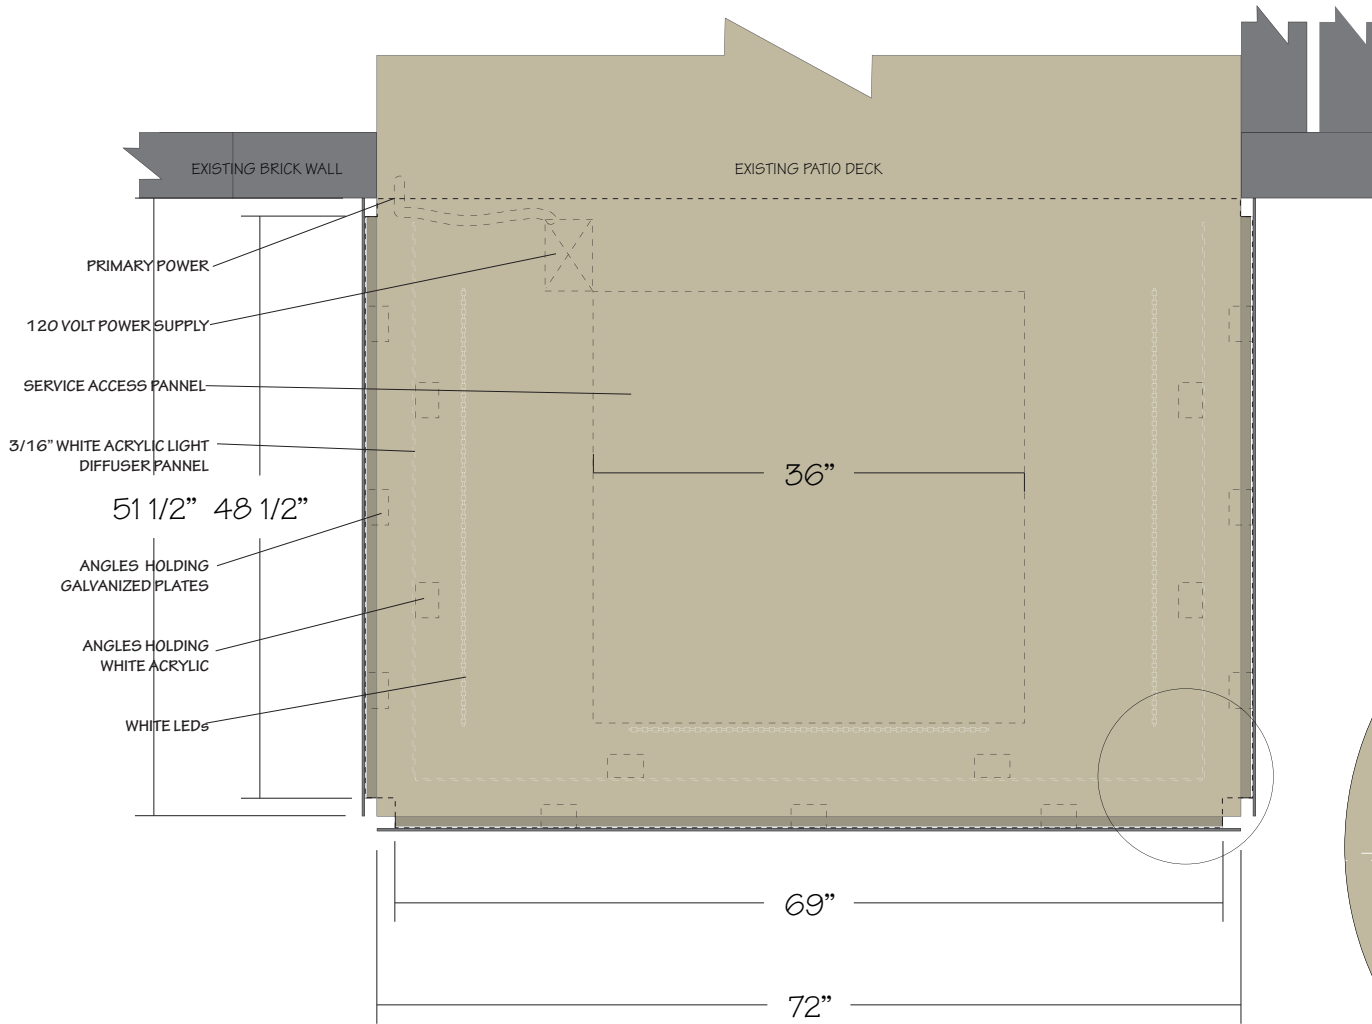 EXISTING BRICK WALL
EXISTING PATIO DECK
PRIMARY POWER
120 VOLT POWER SUPPLY
SERVICE ACCESS PANNEL
3/16” WHITE ACRYLIC LIGHT
DIFFUSER PANNEL
36”
51 1/2” 48 1/2”
ANGLES HOLDING
GALVANIZED PLATES
ANGLES HOLDING
WHITE ACRYLIC
WHITE LEDs
69”
72”